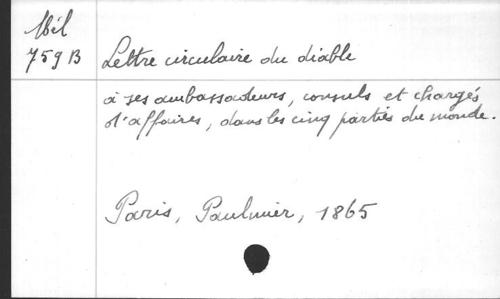 Mél
759 B
Lettre circulaire du diable
à ses ambassadeurs, consuls et chargés
d'affaires, dans les cinq parties du monde.
Paris, Paulmier, 1865